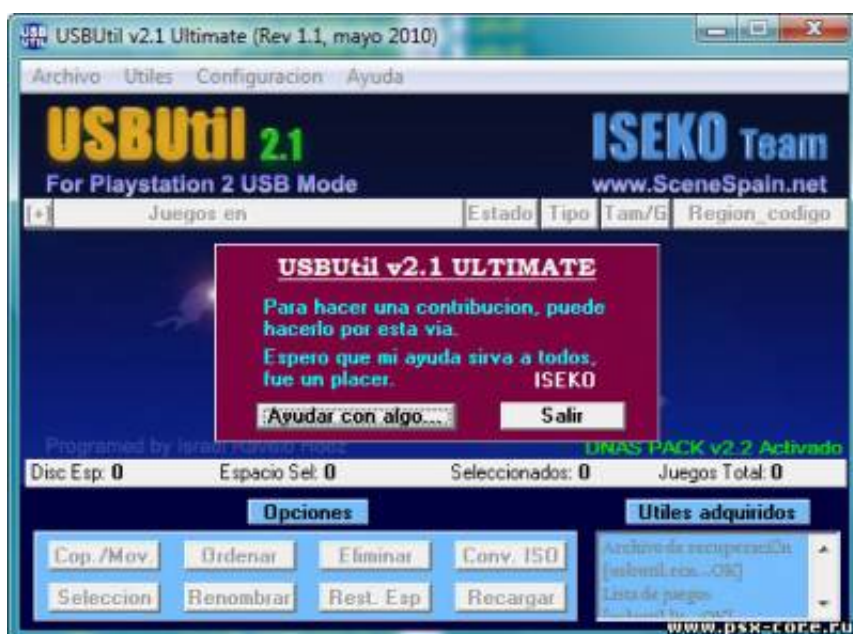 USBUtil v2.1 Ultimate (Rev 1.1, mayo 2010)
Archivo Utiles Configuracion Ayuda
USBUtil 2.1
ISEKO Team
For Playstation 2 USB Mode
www.SceneSpain.net
[+] Juegos en Estado Tipo Tam/G Region_codigo
USBUtil v2.1 ULTIMATE
Para hacer una contribucion, puede
hacerlo por esta via.
Espero que mi ayuda sirva a todos,
fue un placer. ISEKO
Ayudar con algo... Salir
Programed by Israel
DNAS PACK v2.2 Activado
Disc Esp: 0 Espacio Sel: 0 Seleccionados: 0 Juegos Total: 0
Opciones
Utiles adquiridos
Cop./Mov. Ordenar Eliminar Conv. ISO
Seleccion Renombrar Rest. Esp Recargar
Archivo de recuperación
Lista de juegos
www.psx-core.ru